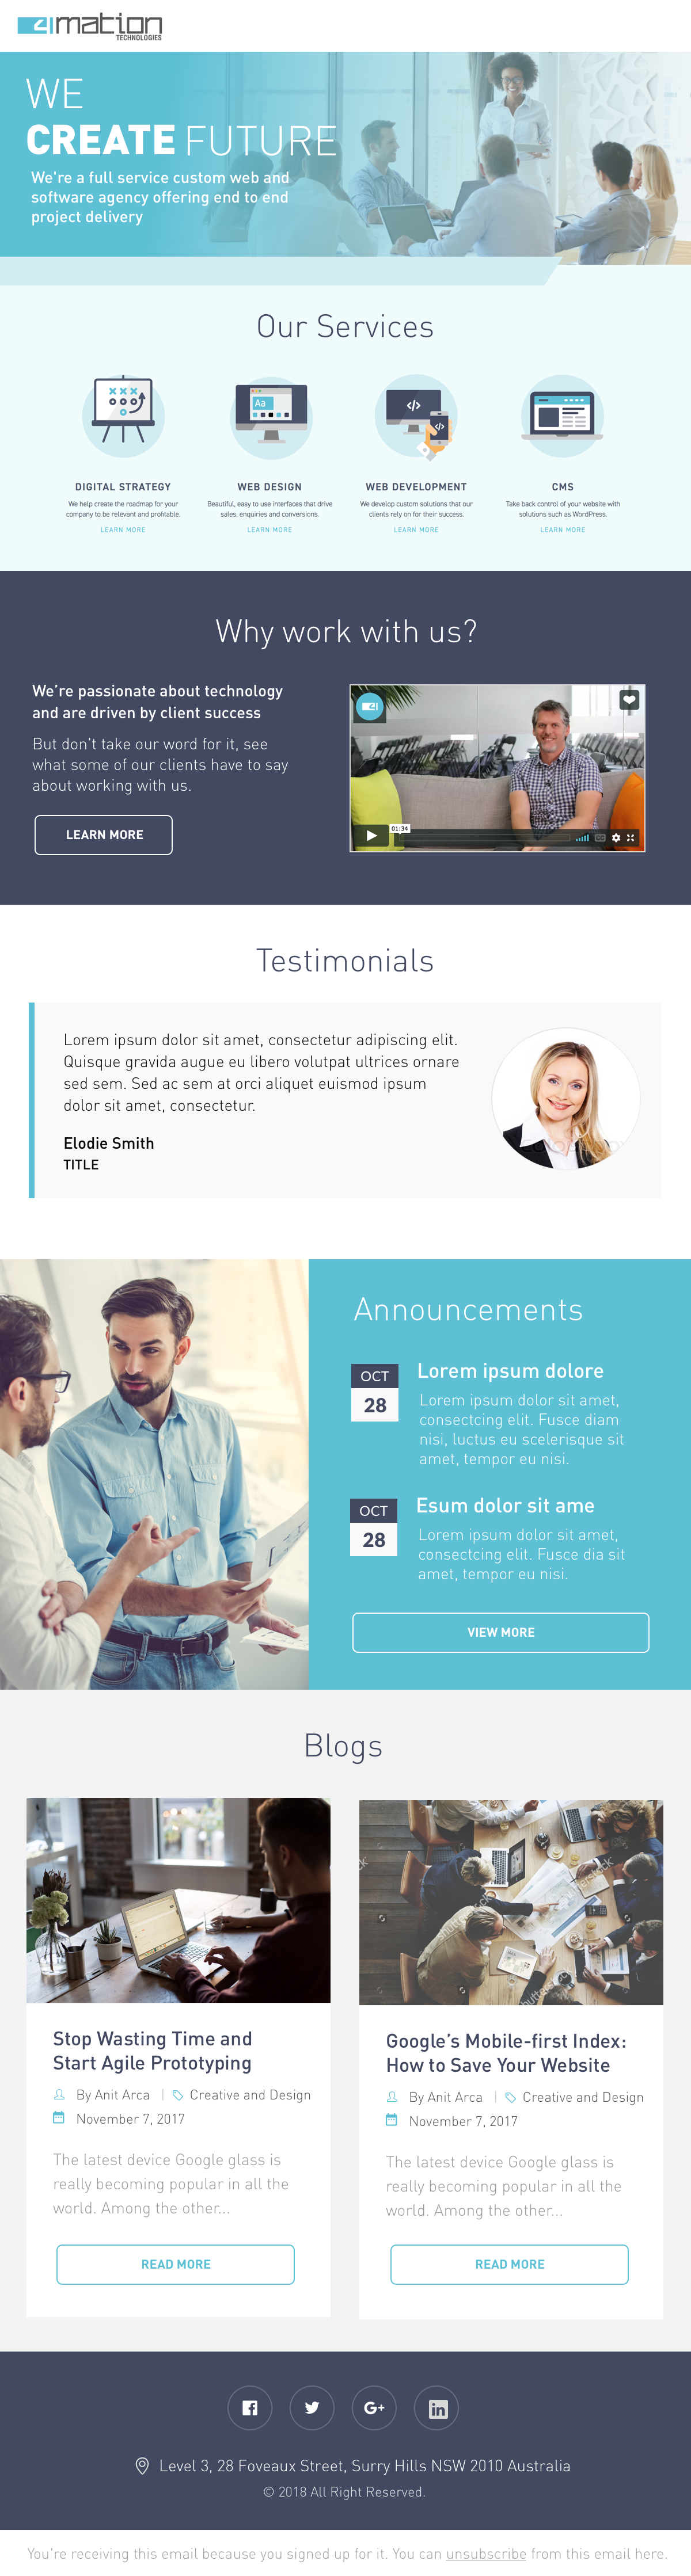 4mation
TECHNOLOGIES
WE
CREATE FUTURE
We're a full service custom web and
software agency offering end to end
project delivery
Our Services
Aa
</>
</>
DIGITAL STRATEGY
We help create the roadmap for your
company to be relevant and profitable.
LEARN MORE
WEB DESIGN
Beautiful, easy to use interfaces that drive
sales, enquiries and conversions.
LEARN MORE
WEB DEVELOPMENT
We develop custom solutions that our
clients rely on for their success.
LEARN MORE
CMS
Take back control of your website with
solutions such as WordPress.
LEARN MORE
Why work with us?
We're passionate about technology
and are driven by client success
But don't take our word for it, see
what some of our clients have to say
about working with us.
LEARN MORE
01:34
Testimonials
Lorem ipsum dolor sit amet, consectetur adipiscing elit.
Quisque gravida augue eu libero volutpat ultrices ornare
sed sem. Sed ac sem at orci aliquet euismod ipsum
dolor sit amet, consectetur.
Elodie Smith
TITLE
Announcements
OCT
28
Lorem ipsum dolore
Lorem ipsum dolor sit amet,
consectcing elit. Fusce diam
nisi, luctus eu scelerisque sit
amet, tempor eu nisi.
OCT
28
Esum dolor sit ame
Lorem ipsum dolor sit amet,
consectcing elit. Fusce dia sit
amet, tempor eu nisi.
VIEW MORE
Blogs
Stop Wasting Time and
Start Agile Prototyping
By Anit Arca | Creative and Design
November 7, 2017
The latest device Google glass is
really becoming popular in all the
world. Among the other...
READ MORE
shutterstock
Google's Mobile-first Index:
How to Save Your Website
By Anit Arca | Creative and Design
November 7, 2017
The latest device Google glass is
really becoming popular in all the
world. Among the other...
READ MORE
G+
in
Level 3, 28 Foveaux Street, Surry Hills NSW 2010 Australia
© 2018 All Right Reserved.
You're receiving this email because you signed up for it. You can unsubscribe from this email here.